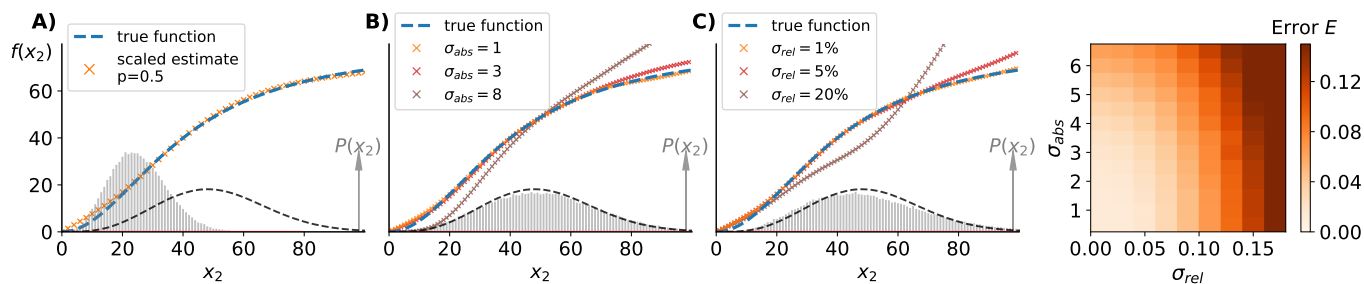 A)
f(x₂)
60
40
20
0
0 20 40 60 80
x₂
true function
scaled estimate
p=0.5
P(x₂)
B)
true function
σ_abs = 1
σ_abs = 3
σ_abs = 8
P(x₂)
0 20 40 60 80
x₂
C)
true function
σ_rel = 1%
σ_rel = 5%
σ_rel = 20%
P(x₂)
0 20 40 60 80
x₂
σ_abs
6
5
4
3
2
1
0.00 0.05 0.10 0.15
σ_rel
Error E
0.12
0.08
0.04
0.00